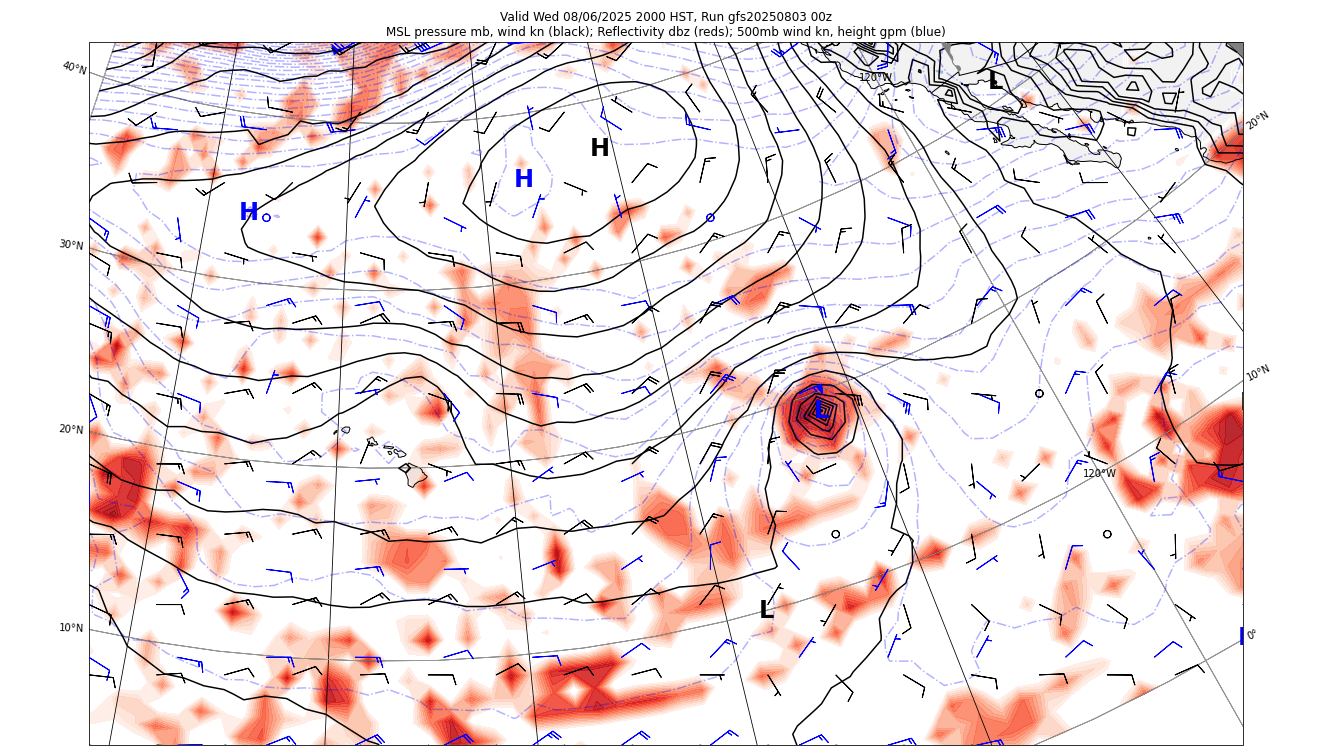 Valid Wed 08/06/2025 2000 HST, Run gfs20250803 00z
MSL pressure mb, wind kn (black); Reflectivity dbz (reds); 500mb wind kn, height gpm (blue)
40°N
120°W
L
20°N
H
H
H
30°N
10°N
L
20°N
120°W
L
10°N
0°